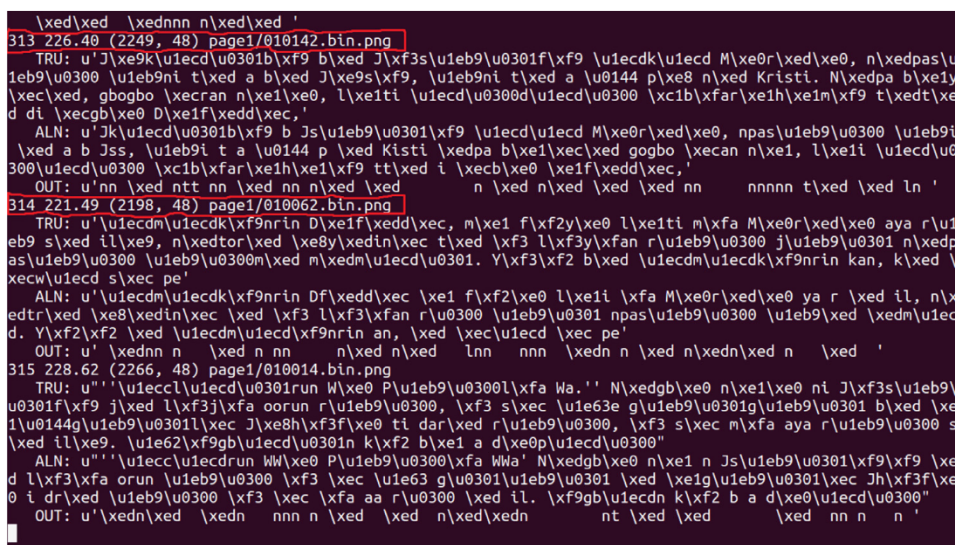 \xed\xed  \xednnn n\xed\xed '
313 226.40 (2249, 48) page1/010142.bin.png
TRU: u'J\xe9k\u1ecd\u0301b\xf9 b\xed J\xf3s\u1eb9\u0301f\xf9 \u1ecdk\u1ecd M\xe0r\xed\xe0, n\xedpas\u
1eb9\u0300 \u1eb9ni t\xed a b\xed J\xe9s\xf9, \u1eb9ni t\xed a \u0144 p\xe8 n\xed Kristi. N\xedpa b\xe1y
\xec\xed, gbogbo \xecran n\xe1\xe0, l\xe1ti \u1ecd\u0300d\u1ecd\u0300 \xc1b\xfar\xe1h\xe1m\xf9 t\xedt\xe
d di \xecgb\xe0 D\xe1f\xedd\xec,'
ALN: u'Jk\u1ecd\u0301b\xf9 b Js\u1eb9\u0301\xf9 \u1ecd\u1ecd M\xe0r\xed\xe0, npas\u1eb9\u0300 \u1eb9i
\xed a b Jss, \u1eb9i t a \u0144 p \xed Kisti \xedpa b\xe1\xec\xed gogbo \xecan n\xe1, l\xe1i \u1ecd\u0
300\u1ecd\u0300 \xc1b\xfar\xe1h\xe1\xf9 tt\xed i \xecb\xe0 \xe1f\xedd\xec,'
OUT: u'nn \xed ntt nn \xed nn n\xed \xed         n \xed n\xed \xed \xed nn     nnnnn t\xed \xed ln '
314 221.49 (2198, 48) page1/010062.bin.png
TRU: u'\u1ecdm\u1ecdk\xf9nrin D\xe1f\xedd\xec, m\xe1 f\xf2y\xe0 l\xe1ti m\xfa M\xe0r\xed\xe0 aya r\u1
eb9 s\xed il\xe9, n\xedtor\xed \xe8y\xedin\xec t\xed \xf3 l\xf3y\xfan r\u1eb9\u0300 j\u1eb9\u0301 n\xedp
as\u1eb9\u0300 \u1eb9\u0300m\xed m\xedm\u1ecd\u0301. Y\xf3\xf2 b\xed \u1ecdm\u1ecdk\xf9nrin kan, k\xed \
xecw\u1ecd s\xec pe'
ALN: u'\u1ecdm\u1ecdk\xf9nrin Df\xedd\xec \xe1 f\xf2\xe0 l\xe1i \xfa M\xe0r\xed\xe0 ya r \xed il, n\x
edtr\xed \xe8\xedin\xec \xed \xf3 l\xf3\xfan r\u0300 \u1eb9\u0301 npas\u1eb9\u0300 \u1eb9\xed \xedm\u1ec
d. Y\xf2\xf2 \xed \u1ecdm\u1ecd\xf9nrin an, \xed \xec\u1ecd \xec pe'
OUT: u' \xednn n   \xed n nn     n\xed n\xed   lnn   nnn  \xedn n \xed n\xedn\xed n   \xed  '
315 228.62 (2266, 48) page1/010014.bin.png
TRU: u"''\u1eccl\u1ecd\u0301run W\xe0 P\u1eb9\u0300l\xfa Wa.'' N\xedgb\xe0 n\xe1\xe0 ni J\xf3s\u1eb9\
u0301f\xf9 j\xed l\xf3j\xfa oorun r\u1eb9\u0300, \xf3 s\xec \u1e63e g\u1eb9\u0301g\u1eb9\u0301 b\xed \xe
1\u0144g\u1eb9\u0301l\xec J\xe8h\xf3f\xe0 ti dar\xed r\u1eb9\u0300, \xf3 s\xec m\xfa aya r\u1eb9\u0300 s
\xed il\xe9. \u1e62\xf9gb\u1ecd\u0301n k\xf2 b\xe1 a d\xe0p\u1ecd\u0300"
ALN: u"''\u1ecc\u1ecdrun WW\xe0 P\u1eb9\u0300\xfa WWa' N\xedgb\xe0 n\xe1 n Js\u1eb9\u0301\xf9\xf9 \xe
d l\xf3\xfa orun \u1eb9\u0300 \xf3 \xec \u1e63 g\u0301\u1eb9\u0301 \xed \xe1g\u1eb9\u0301\xec Jh\xf3f\xe
0 i dr\xed \u1eb9\u0300 \xf3 \xec \xfa aa r\u0300 \xed il. \xf9gb\u1ecdn k\xf2 b a d\xe0\u1ecd\u0300"
OUT: u'\xedn\xed  \xedn   nnn n \xed  \xed  n\xed\xedn         nt \xed \xed       \xed  nn n   n '